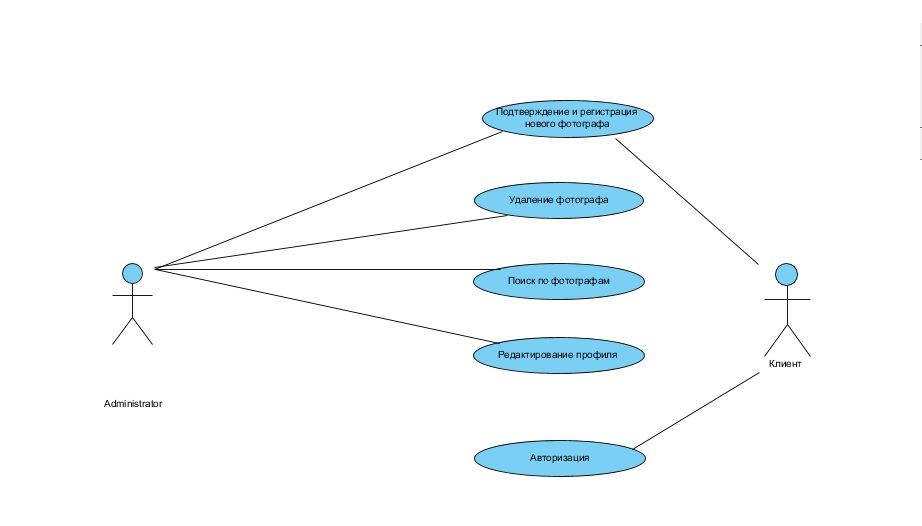 Подтверждение и регистрация
нового фотографа
Удаление фотографа
Поиск по фотографам
Редактирование профиля
Клиент
Administrator
Авторизация